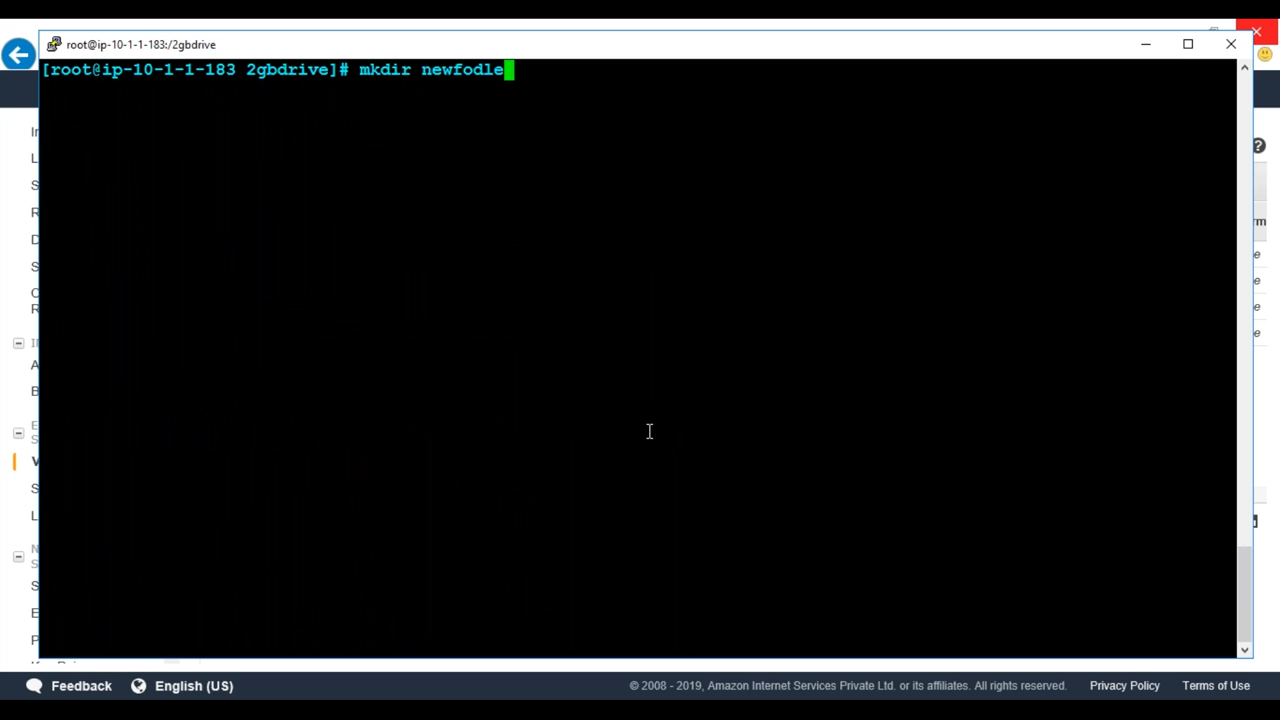 root@ip-10-1-1-183:/2gbdrive
[root@ip-10-1-1-183 2gbdrive]# mkdir newfodle
Feedback
English (US)
© 2008 - 2019, Amazon Internet Services Private Ltd. or its affiliates. All rights reserved.
Privacy Policy
Terms of Use